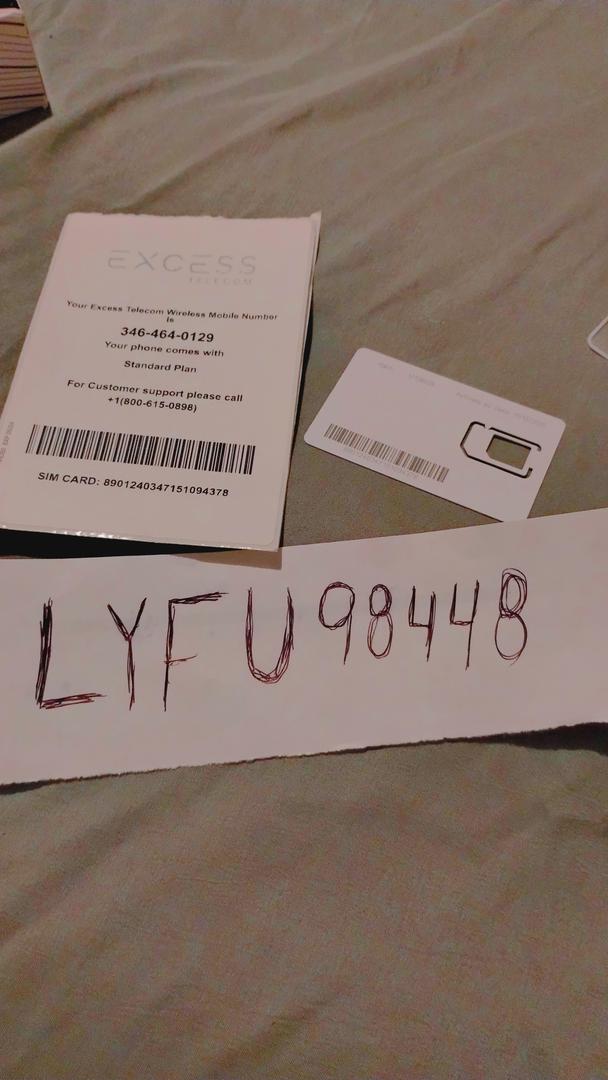 EXCESS
TELECOM
Your Excess Telecom Wireless Mobile Number
is
346-464-0129
Your phone comes with
Standard Plan
For Customer support please call
+1(800-615-0898)
SIM CARD: 8901240347151094378
LYFU98448